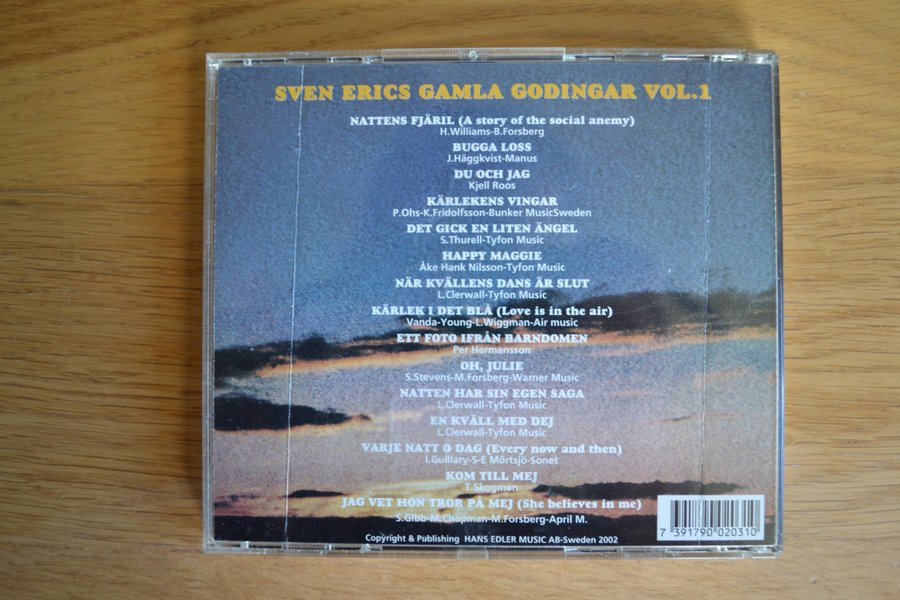 SVEN ERICS GAMLA GODINGAR VOL.1
NATTENS FJÄRIL (A story of the social anemy)
H.Williams-B.Forsberg
BUGGA LOSS
J.Häggkvist-Manus
DU OCH JAG
Kjell Roos
KÄRLEKENS VINGAR
P.Ohs-K.Fridolfsson-Bunker MusicSweden
DET GICK EN LITEN ÄNGEL
S.Thurell-Tyfon Music
HAPPY MAGGIE
Åke Hank Nilsson-Tyfon Music
NÄR KVÄLLENS DANS ÄR SLUT
L.Clerwall-Tyfon Music
KÄRLEK I DET BLÅ (Love is in the air)
Vanda-Young-L.Wiggman-Air music
ETT FOTO IFRÅN BARNDOMEN
Per Hermansson
OH, JULIE
S.Stevens-M.Forsberg-Warner Music
NATTEN HAR SIN EGEN SAGA
L.Clerwall-Tyfon Music
EN KVÄLL MED DEJ
L.Clerwall-Tyfon Music
VARJE NATT O DAG (Every now and then)
I.Guillary-S-E Mörtsjö-Sonet
KOM TILL MEJ
T.Skogman
JAG VET HON TROR PÅ MEJ (She believes in me)
S.Gibb-M.Chapman-M.Forsberg-April M.
Copyright & Publishing HANS EDLER MUSIC AB-Sweden 2002
7 391790 020310